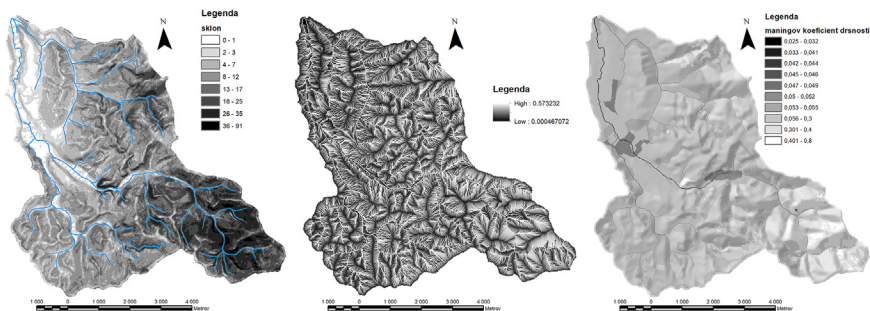 Legenda
sklon
0 - 1
2 - 3
4 - 7
8 - 12
13 - 17
18 - 25
26 - 35
36 - 91
N
1 000 500 0 1 000 2 000 3 000 4 000
Metrov
N
Legenda
High : 0.573232
Low : 0.000467072
1 000 500 0 1 000 2 000 3 000 4 000
Metrov
Legenda
maningov koeficient drsnosti
0,025 - 0,032
0,033 - 0,041
0,042 - 0,044
0,045 - 0,046
0,047 - 0,049
0,05 - 0,052
0,053 - 0,055
0,056 - 0,3
0,301 - 0,4
0,401 - 0,8
N
1 000 500 0 1 000 2 000 3 000 4 000
Metrov